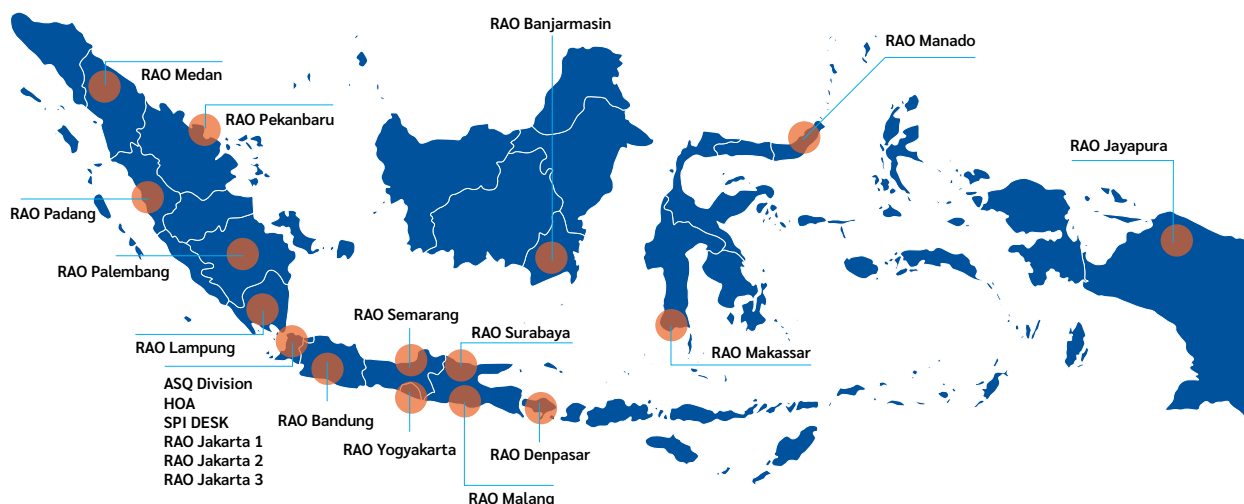 RAO Banjarmasin
RAO Manado
RAO Medan
RAO Pekanbaru
RAO Jayapura
RAO Padang
RAO Palembang
RAO Semarang
RAO Surabaya
RAO Lampung
RAO Makassar
ASQ Division
HOA
SPI DESK
RAO Jakarta 1
RAO Jakarta 2
RAO Jakarta 3
RAO Bandung
RAO Yogyakarta
RAO Denpasar
RAO Malang